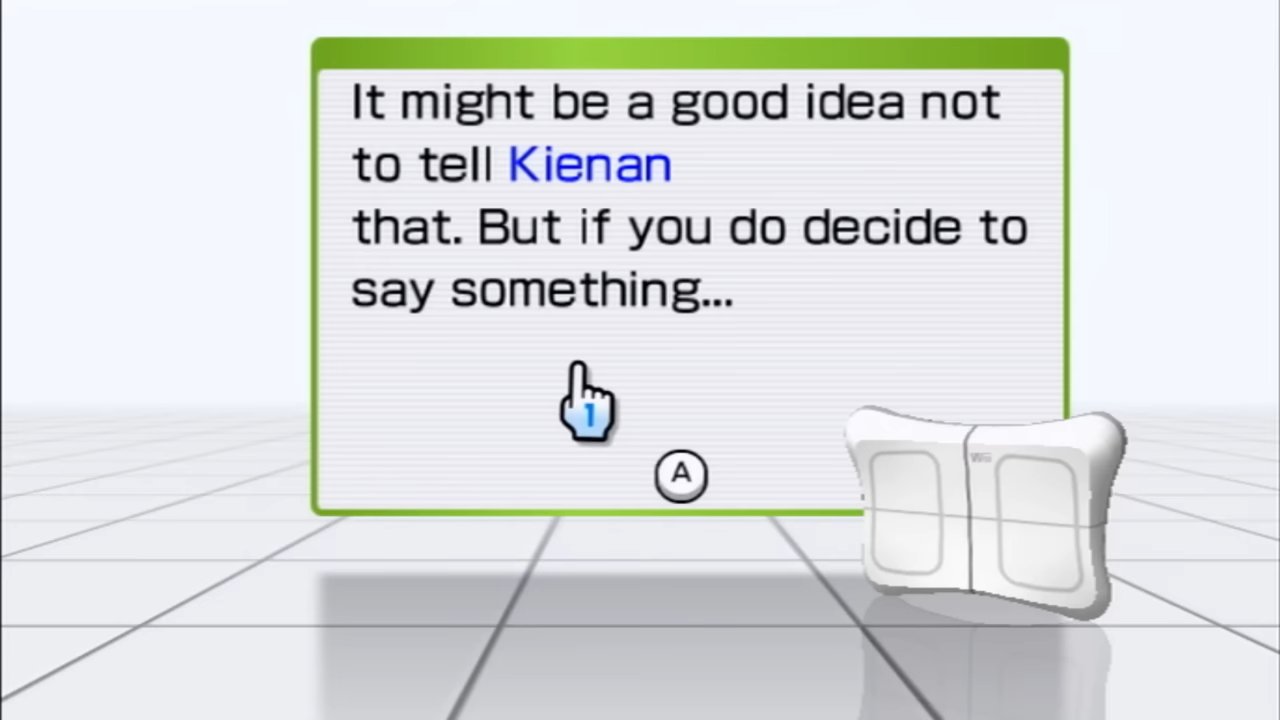 It might be a good idea not
to tell Kienan
that. But if you do decide to
say something...
1
A
Wii